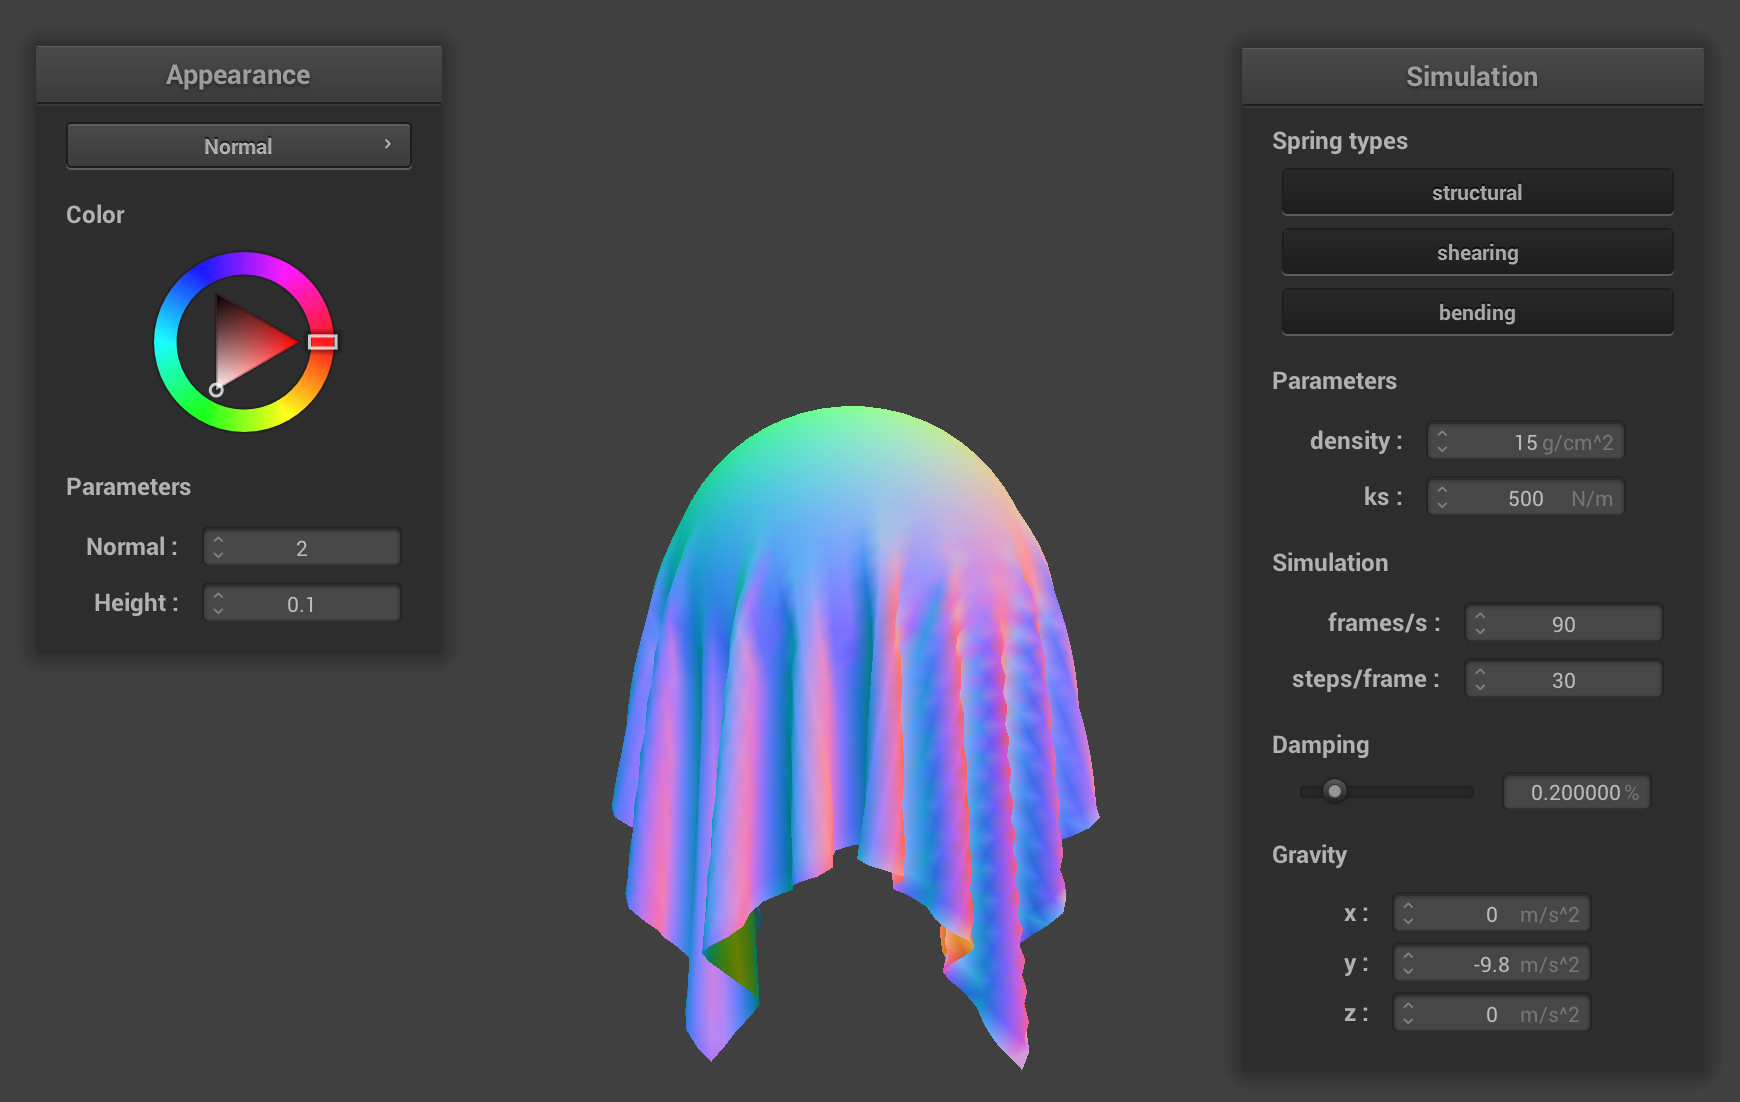 Appearance
Normal
Color
Parameters
Normal : 2
Height : 0.1
Simulation
Spring types
structural
shearing
bending
Parameters
density : 15 g/cm^2
ks : 500 N/m
Simulation
frames/s : 90
steps/frame : 30
Damping
0.200000 %
Gravity
x : 0 m/s^2
y : -9.8 m/s^2
z : 0 m/s^2